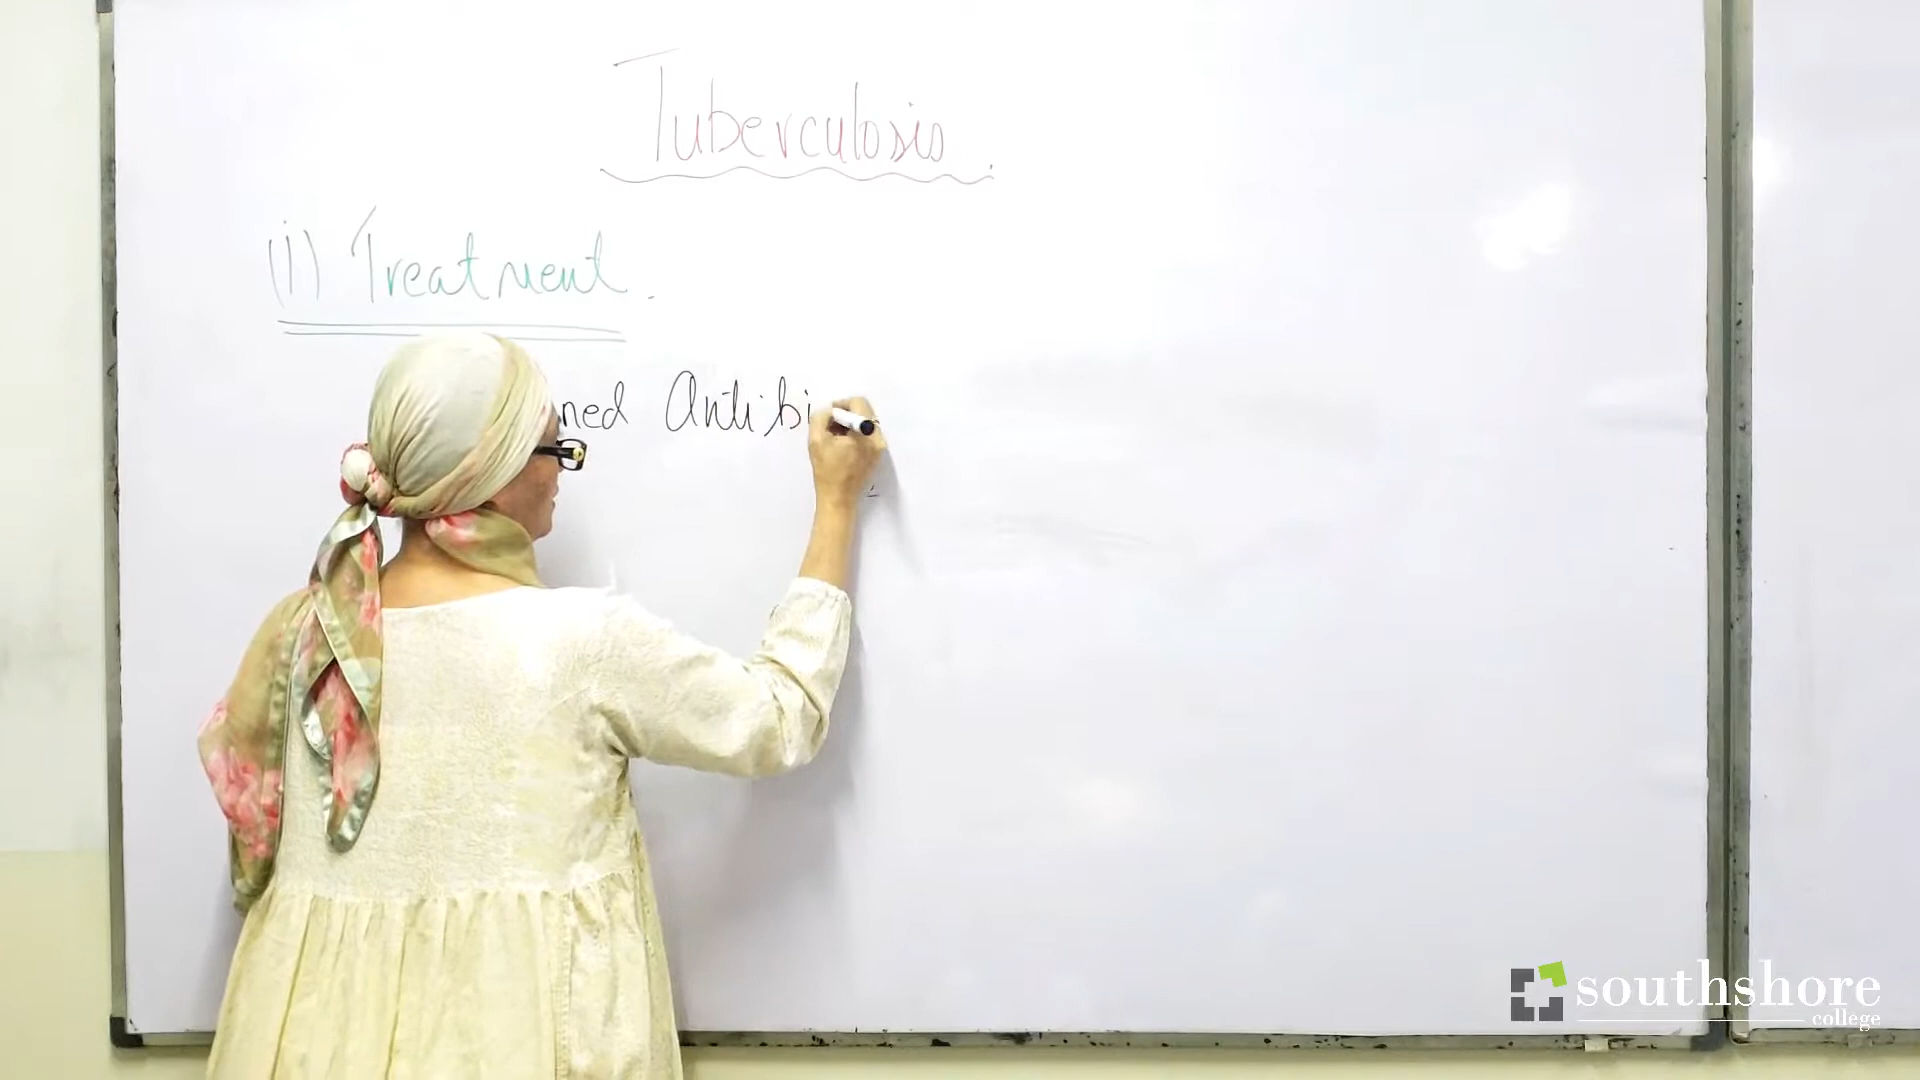 Tuberculosis.
(i) Treatment.
ned Antibi
southshore
college